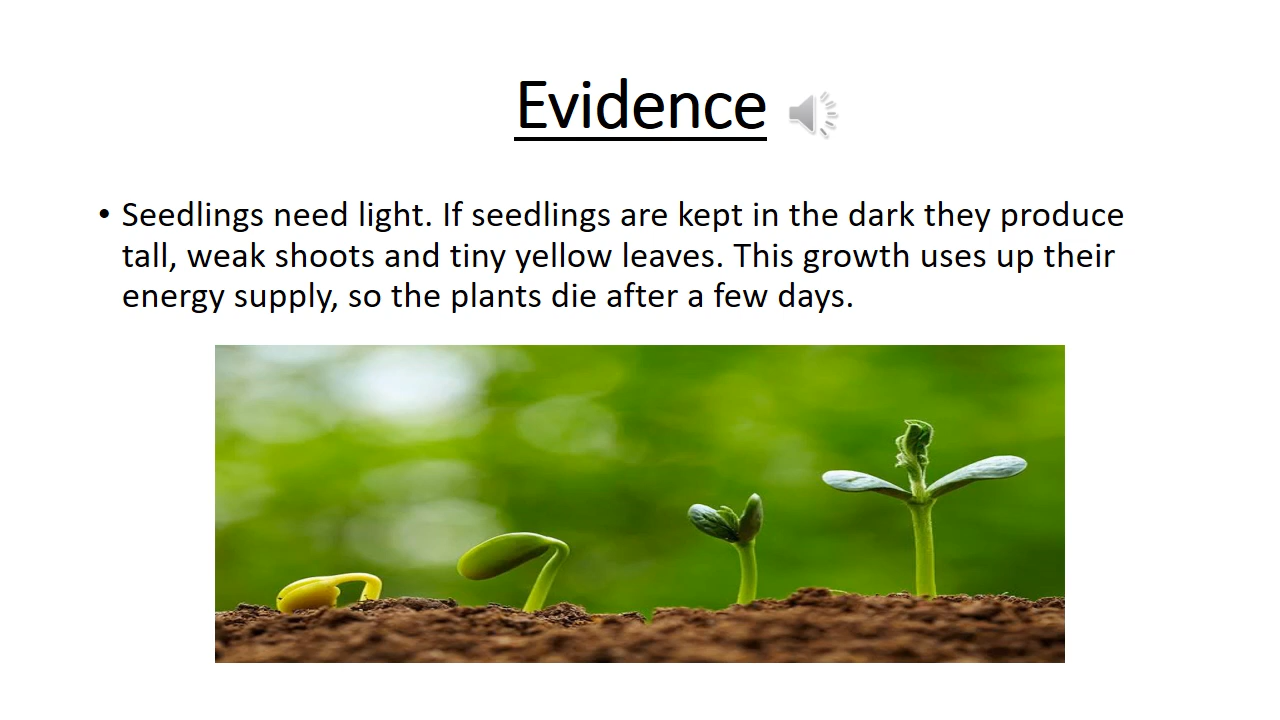 Evidence
• Seedlings need light. If seedlings are kept in the dark they produce
tall, weak shoots and tiny yellow leaves. This growth uses up their
energy supply, so the plants die after a few days.